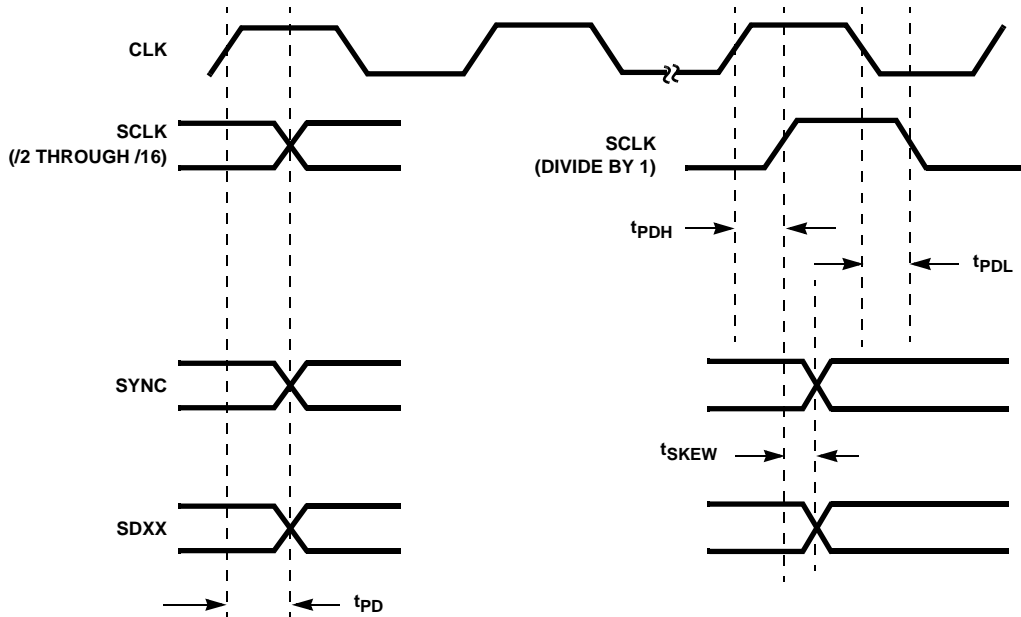 CLK
SCLK
(/2 THROUGH /16)
SCLK
(DIVIDE BY 1)
tPDH
tPDL
SYNC
tSKEW
SDXX
tPD